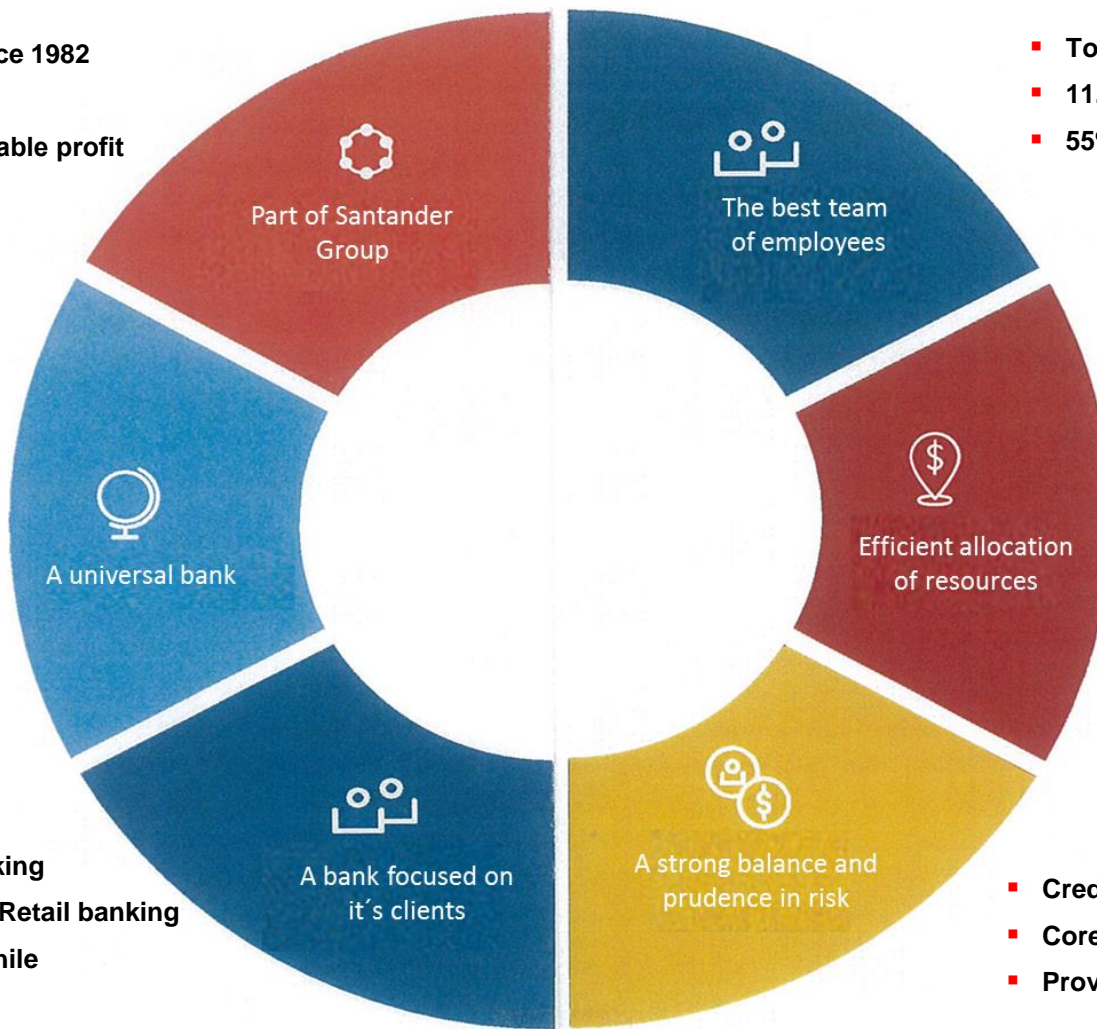 ce 1982
able profit
▪ To
▪ 11.
▪ 55
Part of Santander
Group
The best team
of employees
A universal bank
Efficient allocation
of resources
A bank focused on
it´s clients
A strong balance and
prudence in risk
king
Retail banking
hile
▪ Cred
▪ Core
▪ Prov